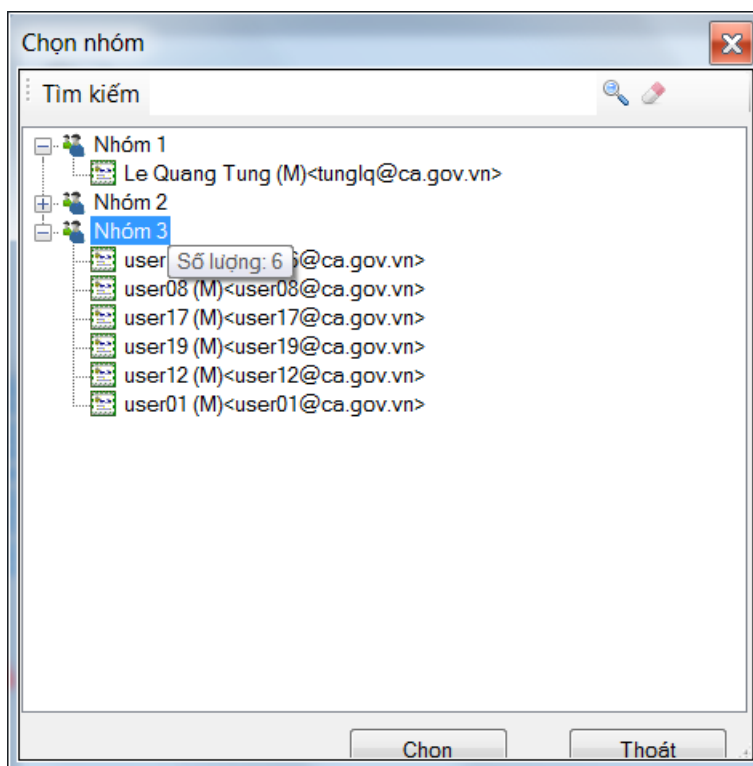 Chọn nhóm
Tìm kiếm
Nhóm 1
Le Quang Tung (M)<tunglq@ca.gov.vn>
Nhóm 2
Nhóm 3
Số lượng: 6
user @ca.gov.vn>
user08 (M)<user08@ca.gov.vn>
user17 (M)<user17@ca.gov.vn>
user19 (M)<user19@ca.gov.vn>
user12 (M)<user12@ca.gov.vn>
user01 (M)<user01@ca.gov.vn>
Chọn Thoát